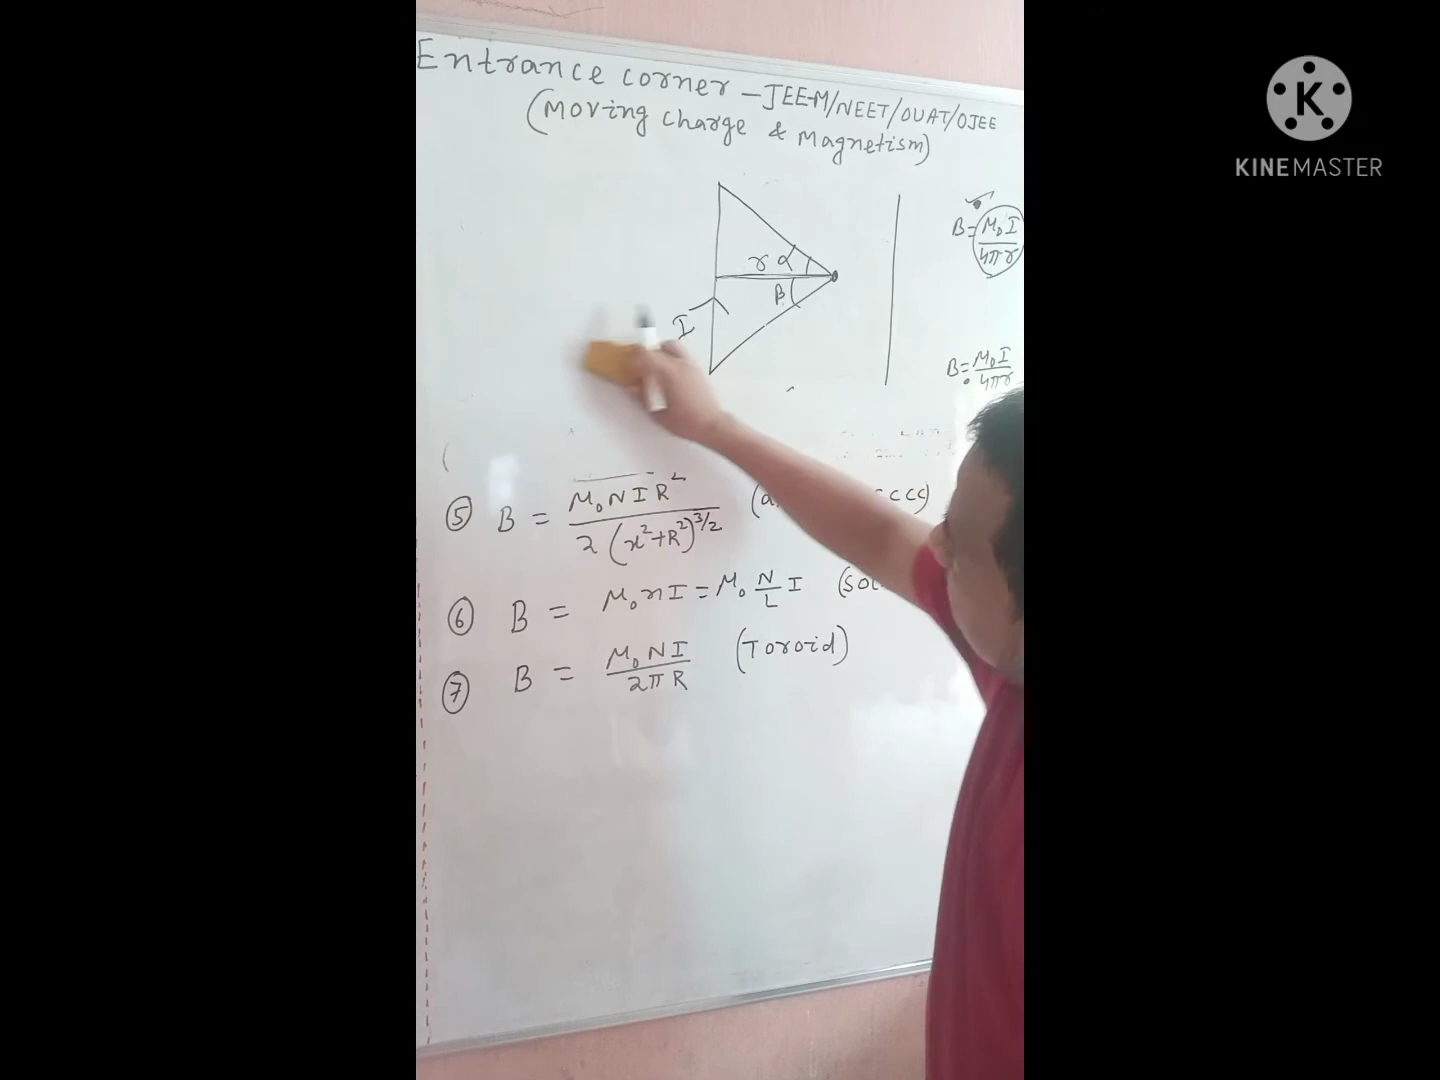 Entrance corner – JEE-M/NEET/OUAT/OJEE
(Moving charge & Magnetism)
K
KINEMASTER
r α
β
I
B = μ₀I / 4πr
B = μ₀I / 4πr
⑤ B = μ₀NIR² / 2(x²+R²)^3/2
⑥ B = μ₀nI = μ₀ N/L I
⑦ B = μ₀NI / 2πR (Toroid)